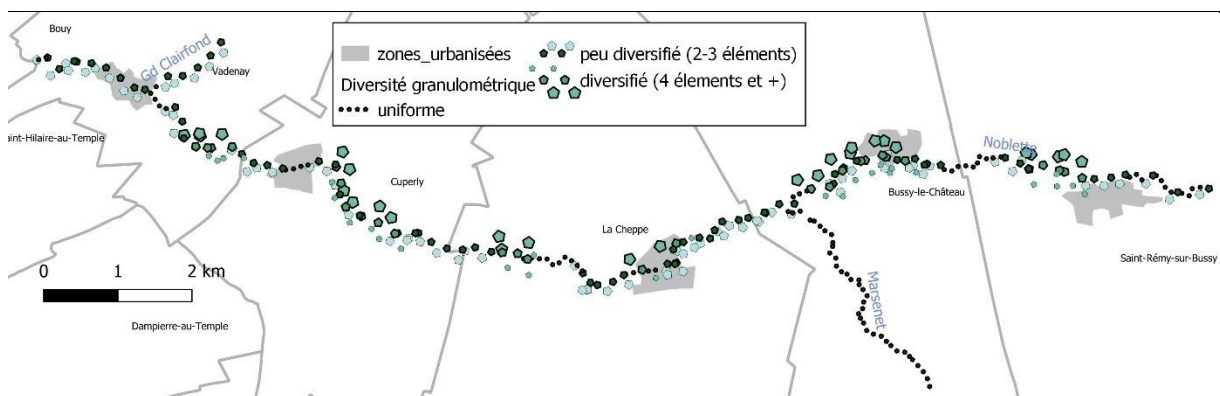 Bouy
Gd Clairfond
Vadenay
zones_urbanisées
peu diversifié (2-3 éléments)
Diversité granulométrique
diversifié (4 élements et +)
uniforme
aint-Hilaire-au-Temple
Cuperly
Noblette
Bussy-le-Château
La Cheppe
Saint-Rémy-sur-Bussy
0 1 2 km
Marsenet
Dampierre-au-Temple